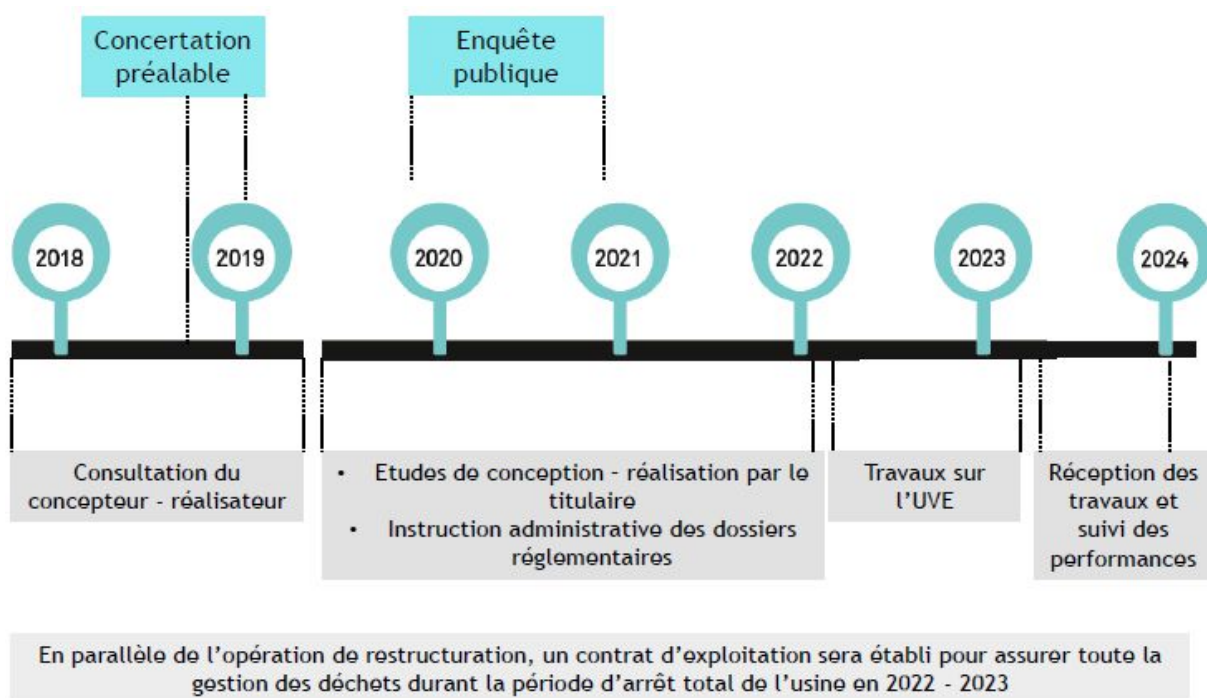 Concertation
préalable
Enquête
publique
2018
2019
2020
2021
2022
2023
2024
Consultation du
concepteur - réalisateur
• Etudes de conception - réalisation par le
titulaire
• Instruction administrative des dossiers
réglementaires
Travaux sur
l'UVE
Réception des
travaux et
suivi des
performances
En parallèle de l'opération de restructuration, un contrat d'exploitation sera établi pour assurer toute la
gestion des déchets durant la période d'arrêt total de l'usine en 2022 - 2023